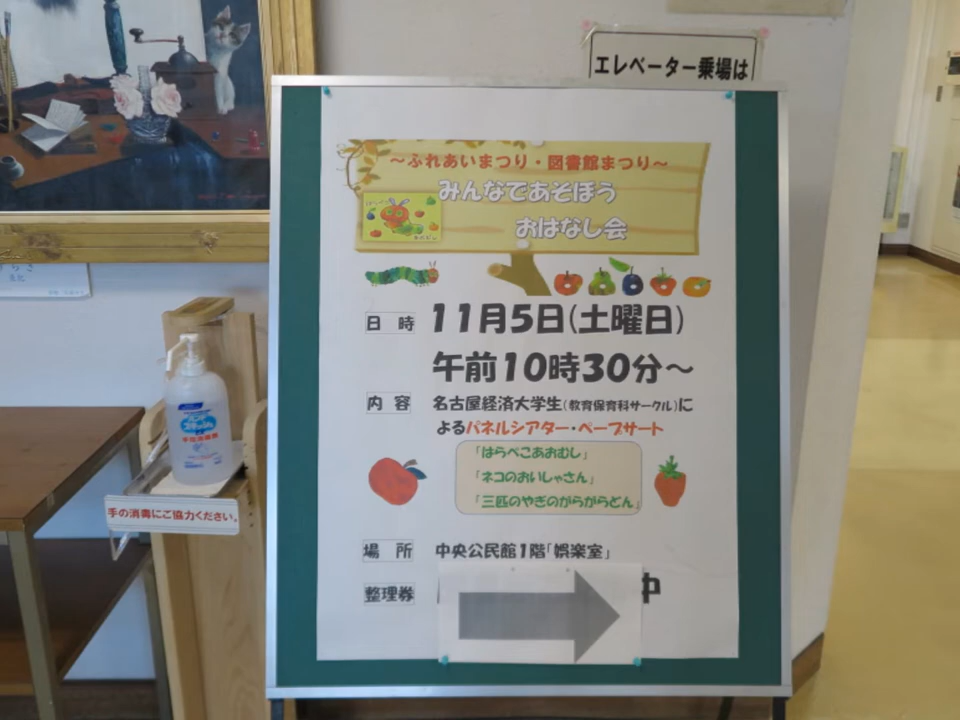 エレベーター乗場は
～ふれあいまつり・図書館まつり～
みんなであそぼう
おはなし会
日 時 11月5日(土曜日)
午前10時30分～
内 容 名古屋経済大学生(教育保育科サークル)に
よるパネルシアター・ペープサート
「はらぺこあおむし」
「ネコのおいしゃさん」
「三匹のやぎのがらがらどん」
場 所 中央公民館1階「娯楽室」
整理券 中
手の消毒にご協力ください。